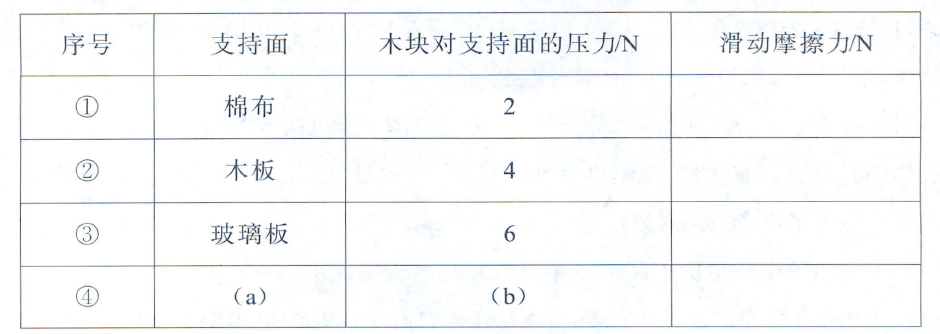 序号 支持面 木块对支持面的压力/N 滑动摩擦力/N
① 棉布 2
② 木板 4
③ 玻璃板 6
④ （a） （b）